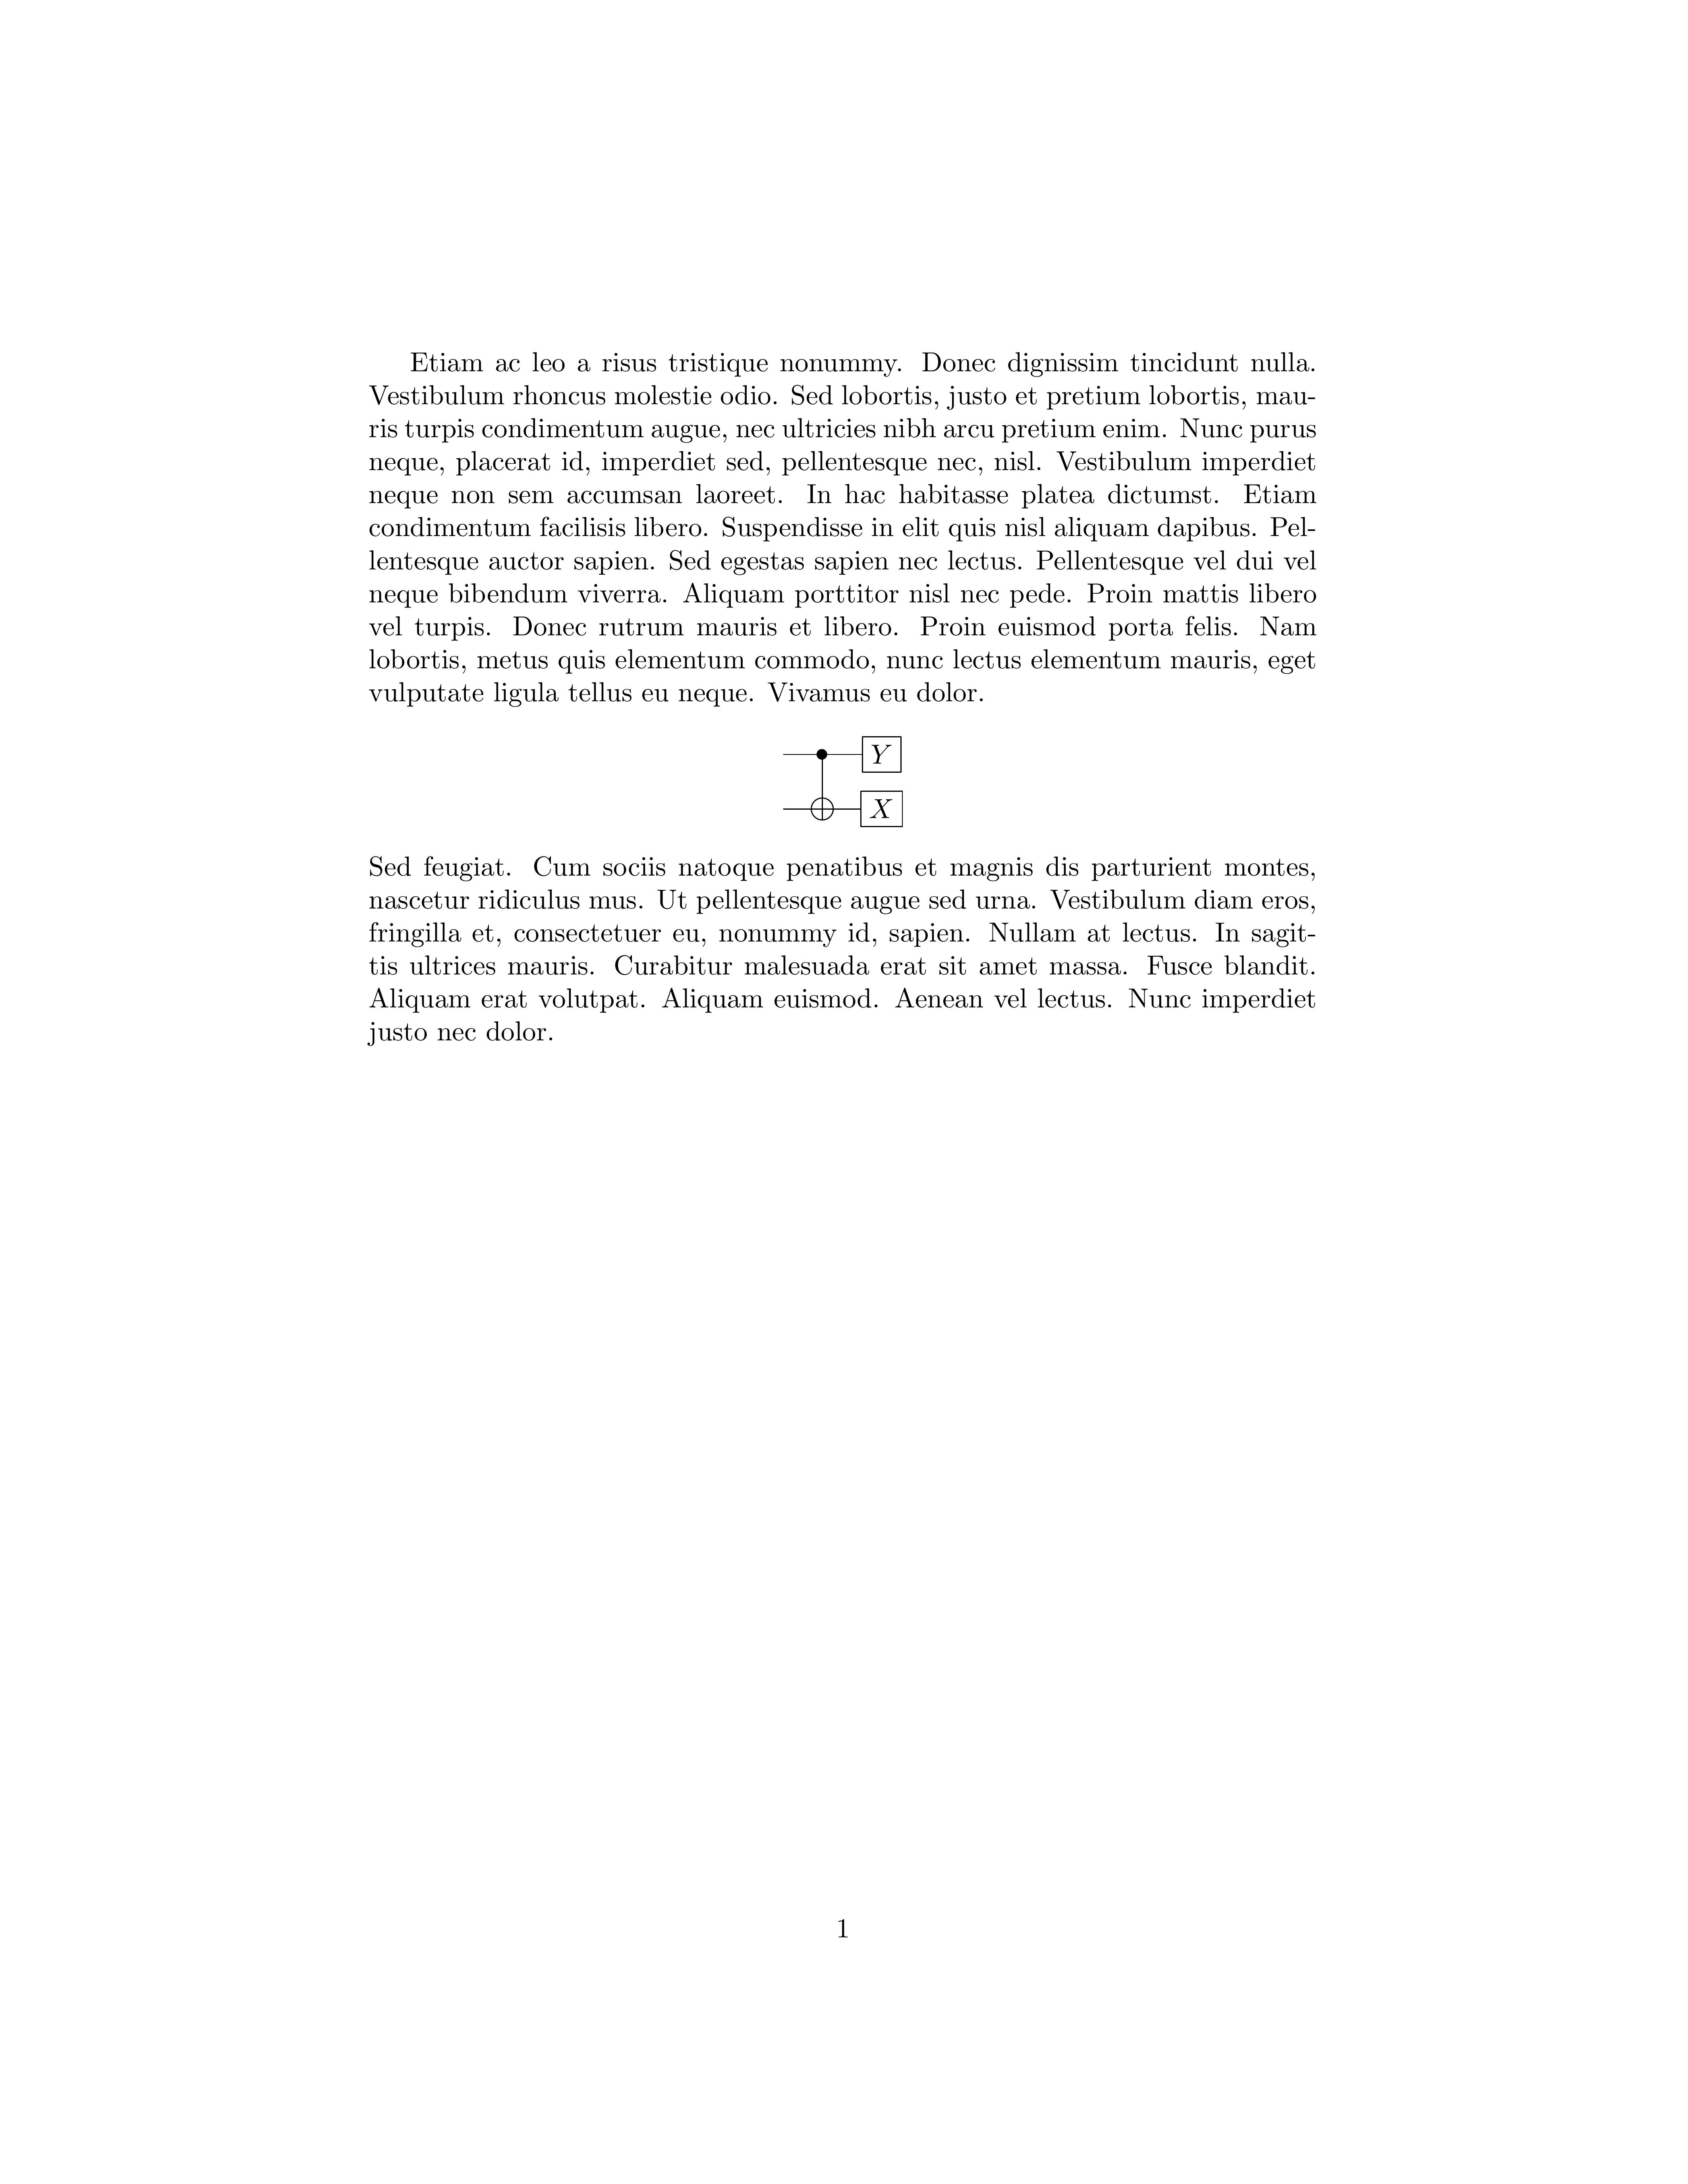 Etiam ac leo a risus tristique nonummy. Donec dignissim tincidunt nulla.
Vestibulum rhoncus molestie odio. Sed lobortis, justo et pretium lobortis, mau-
ris turpis condimentum augue, nec ultricies nibh arcu pretium enim. Nunc purus
neque, placerat id, imperdiet sed, pellentesque nec, nisl. Vestibulum imperdiet
neque non sem accumsan laoreet. In hac habitasse platea dictumst. Etiam
condimentum facilisis libero. Suspendisse in elit quis nisl aliquam dapibus. Pel-
lentesque auctor sapien. Sed egestas sapien nec lectus. Pellentesque vel dui vel
neque bibendum viverra. Aliquam porttitor nisl nec pede. Proin mattis libero
vel turpis. Donec rutrum mauris et libero. Proin euismod porta felis. Nam
lobortis, metus quis elementum commodo, nunc lectus elementum mauris, eget
vulputate ligula tellus eu neque. Vivamus eu dolor.
Y
X
Sed feugiat. Cum sociis natoque penatibus et magnis dis parturient montes,
nascetur ridiculus mus. Ut pellentesque augue sed urna. Vestibulum diam eros,
fringilla et, consectetuer eu, nonummy id, sapien. Nullam at lectus. In sagit-
tis ultrices mauris. Curabitur malesuada erat sit amet massa. Fusce blandit.
Aliquam erat volutpat. Aliquam euismod. Aenean vel lectus. Nunc imperdiet
justo nec dolor.
1